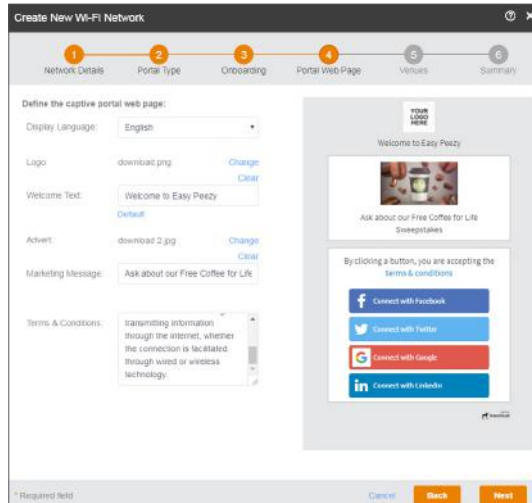 Create New Wi-Fi Network
1 2 3 4 5 6
Network Details Portal Type Onboarding Portal Web Page Venues Summary
Define the captive portal web page:
Display Language: English
Logo download.png Change
Clear
Welcome Text: Welcome to Easy Peezy
Default
Advert download 2.jpg Change
Clear
Marketing Message: Ask about our Free Coffee for Life
Terms & Conditions: transmitting information
through the internet, whether
the connection is facilitated
through wired or wireless
technology.
YOUR
LOGO
HERE
Welcome to Easy Peezy
Ask about our Free Coffee for Life
Sweepstakes
By clicking a button, you are accepting the
terms & conditions
Connect with Facebook
Connect with Twitter
Connect with Google
Connect with LinkedIn
* Required field
Cancel Back Next